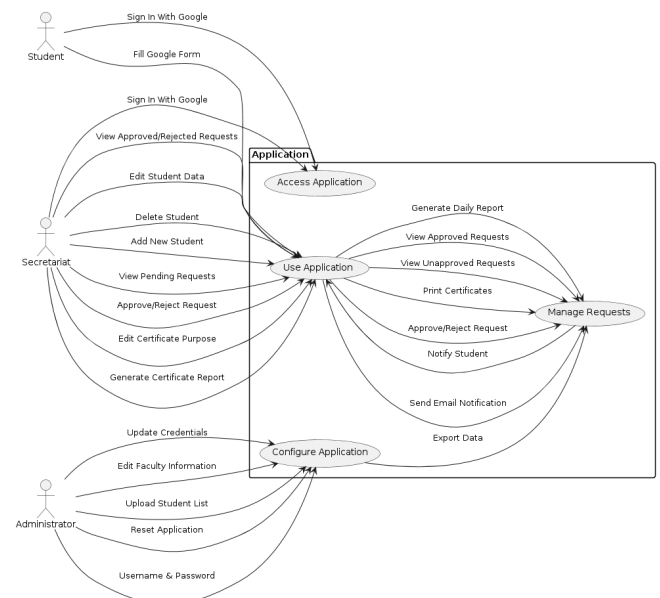 Sign In With Google
Student
Fill Google Form
Sign In With Google
View Approved/Rejected Requests
Application
Edit Student Data
Access Application
Delete Student
Generate Daily Report
Add New Student
View Approved Requests
Secretariat
Use Application
View Unapproved Requests
View Pending Requests
Print Certificates
Approve/Reject Request
Manage Requests
Edit Certificate Purpose
Approve/Reject Request
Notify Student
Generate Certificate Report
Send Email Notification
Update Credentials
Export Data
Configure Application
Edit Faculty Information
Upload Student List
Administrator
Reset Application
Username & Password